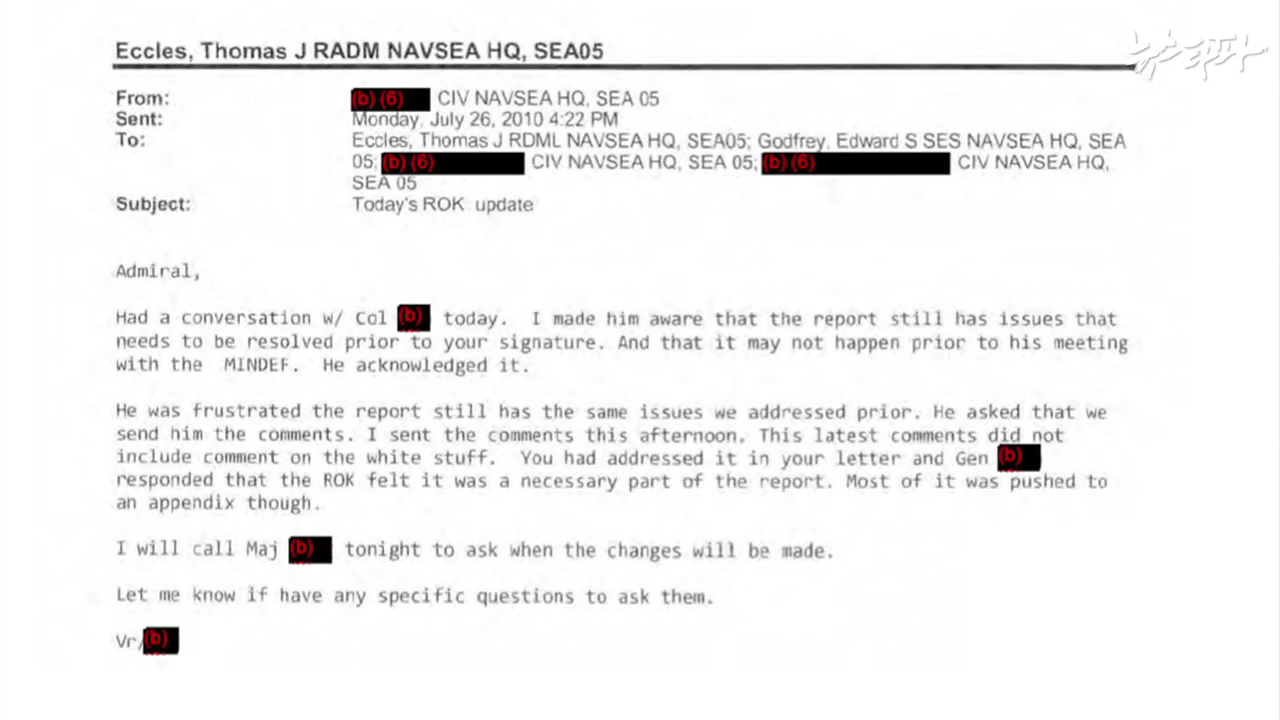 Eccles, Thomas J RADM NAVSEA HQ, SEA05
뉴스타파
From: (b) (6) CIV NAVSEA HQ, SEA 05
Sent: Monday, July 26, 2010 4:22 PM
To: Eccles, Thomas J RDML NAVSEA HQ, SEA05; Godfrey, Edward S SES NAVSEA HQ, SEA
05; (b) (6) CIV NAVSEA HQ, SEA 05; (b) (6) CIV NAVSEA HQ,
SEA 05
Subject: Today's ROK update
Admiral,
Had a conversation w/ Col (b) today. I made him aware that the report still has issues that
needs to be resolved prior to your signature. And that it may not happen prior to his meeting
with the MINDEF. He acknowledged it.
He was frustrated the report still has the same issues we addressed prior. He asked that we
send him the comments. I sent the comments this afternoon. This latest comments did not
include comment on the white stuff. You had addressed it in your letter and Gen (b)
responded that the ROK felt it was a necessary part of the report. Most of it was pushed to
an appendix though.
I will call Maj (b) tonight to ask when the changes will be made.
Let me know if have any specific questions to ask them.
Vr/(b)